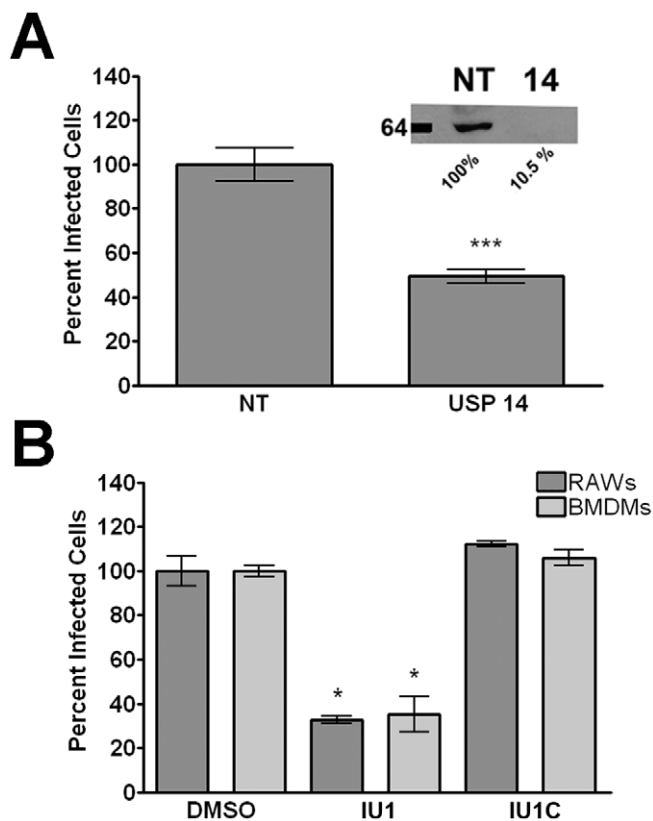 A
140
120
100
80
60
40
20
0
Percent Infected Cells
NT 14
64
100% 10.5 %
***
NT USP 14
B
140
120
100
80
60
40
20
0
Percent Infected Cells
RAWs
BMDMs
* *
DMSO IU1 IU1C